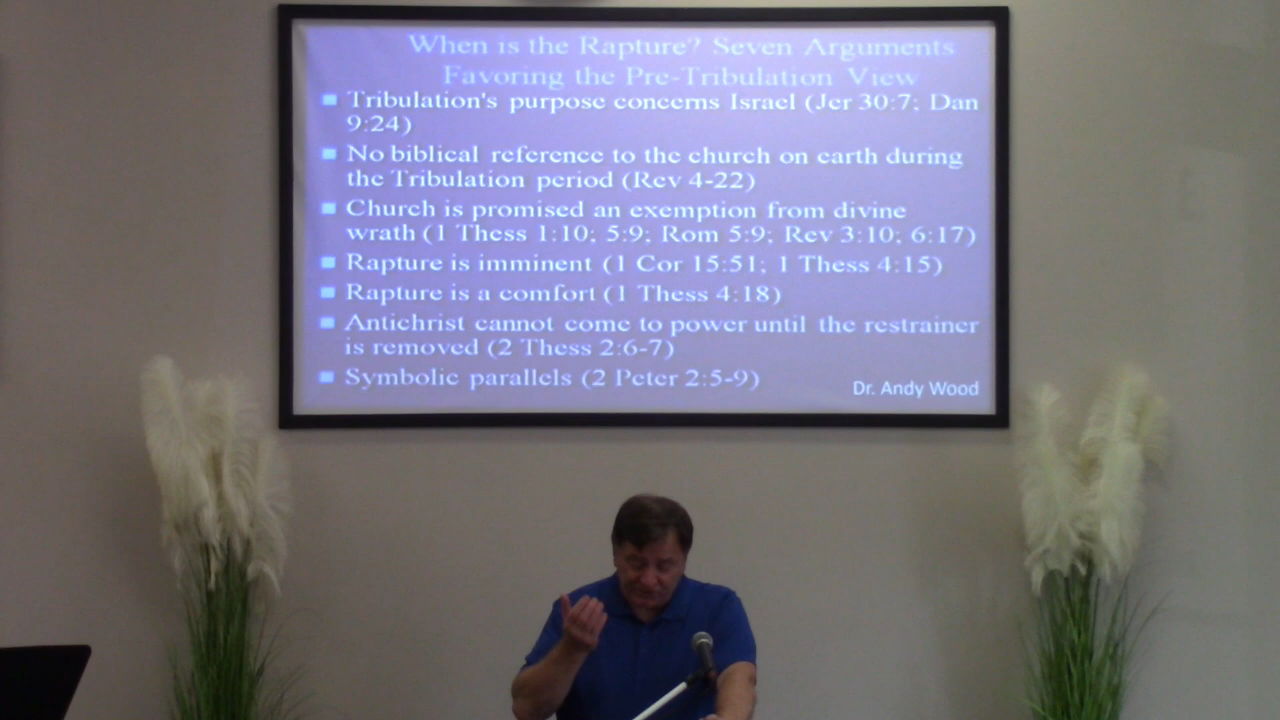 When is the Rapture? Seven Arguments
Favoring the Pre-Tribulation View
■ Tribulation's purpose concerns Israel (Jer 30:7; Dan
9:24)
■ No biblical reference to the church on earth during
the Tribulation period (Rev 4-22)
■ Church is promised an exemption from divine
wrath (1 Thess 1:10; 5:9; Rom 5:9; Rev 3:10; 6:17)
■ Rapture is imminent (1 Cor 15:51; 1 Thess 4:15)
■ Rapture is a comfort (1 Thess 4:18)
■ Antichrist cannot come to power until the restrainer
is removed (2 Thess 2:6-7)
■ Symbolic parallels (2 Peter 2:5-9)
Dr. Andy Wood